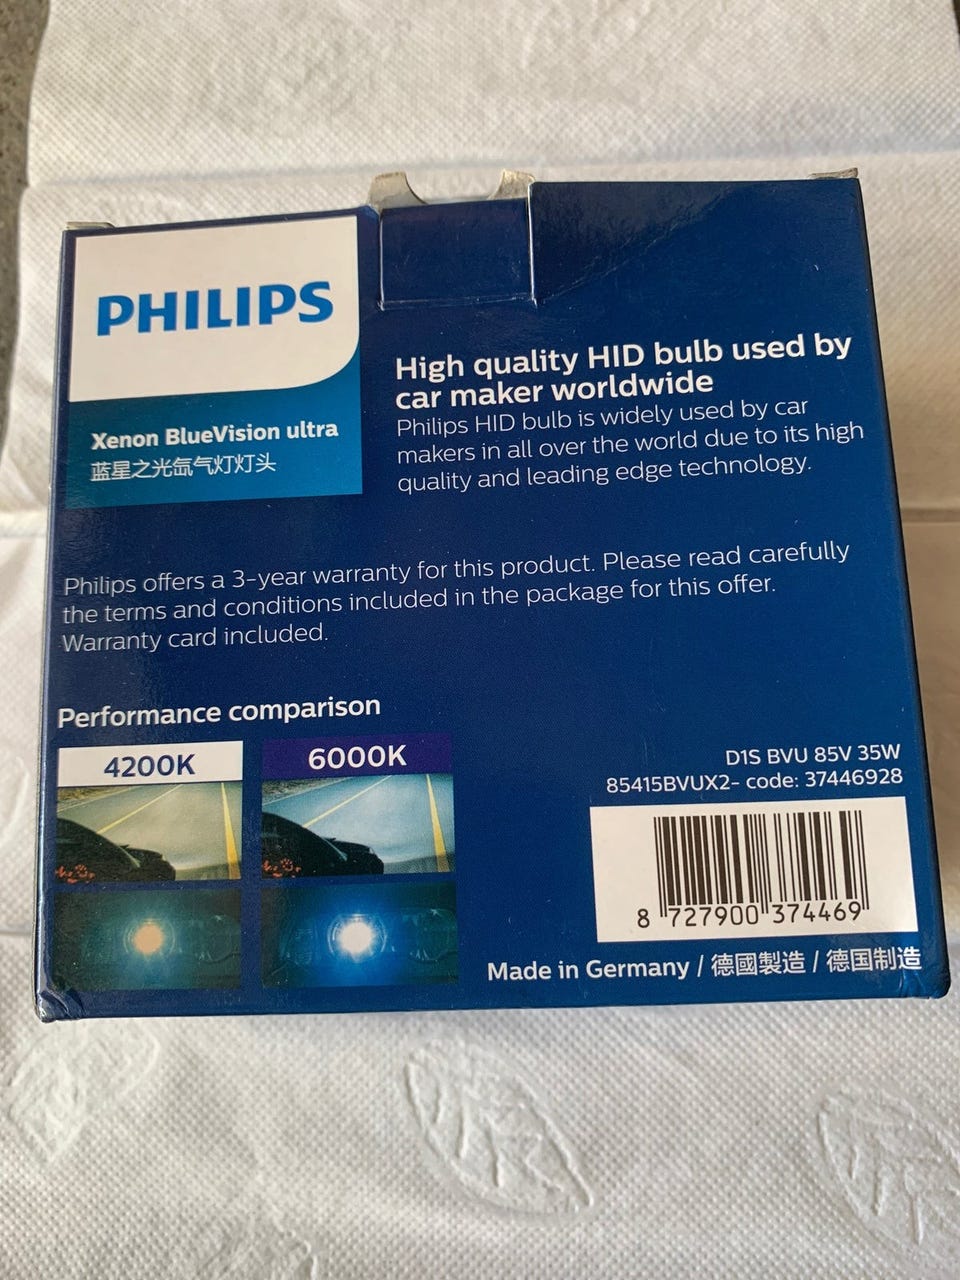 PHILIPS
Xenon BlueVision ultra
蓝星之光氙气灯灯头
High quality HID bulb used by
car maker worldwide
Philips HID bulb is widely used by car
makers in all over the world due to its high
quality and leading edge technology.
Philips offers a 3-year warranty for this product. Please read carefully
the terms and conditions included in the package for this offer.
Warranty card included.
Performance comparison
4200K
6000K
D1S BVU 85V 35W
85415BVUX2- code: 37446928
8 727900 374469
Made in Germany / 德國製造 / 德国制造